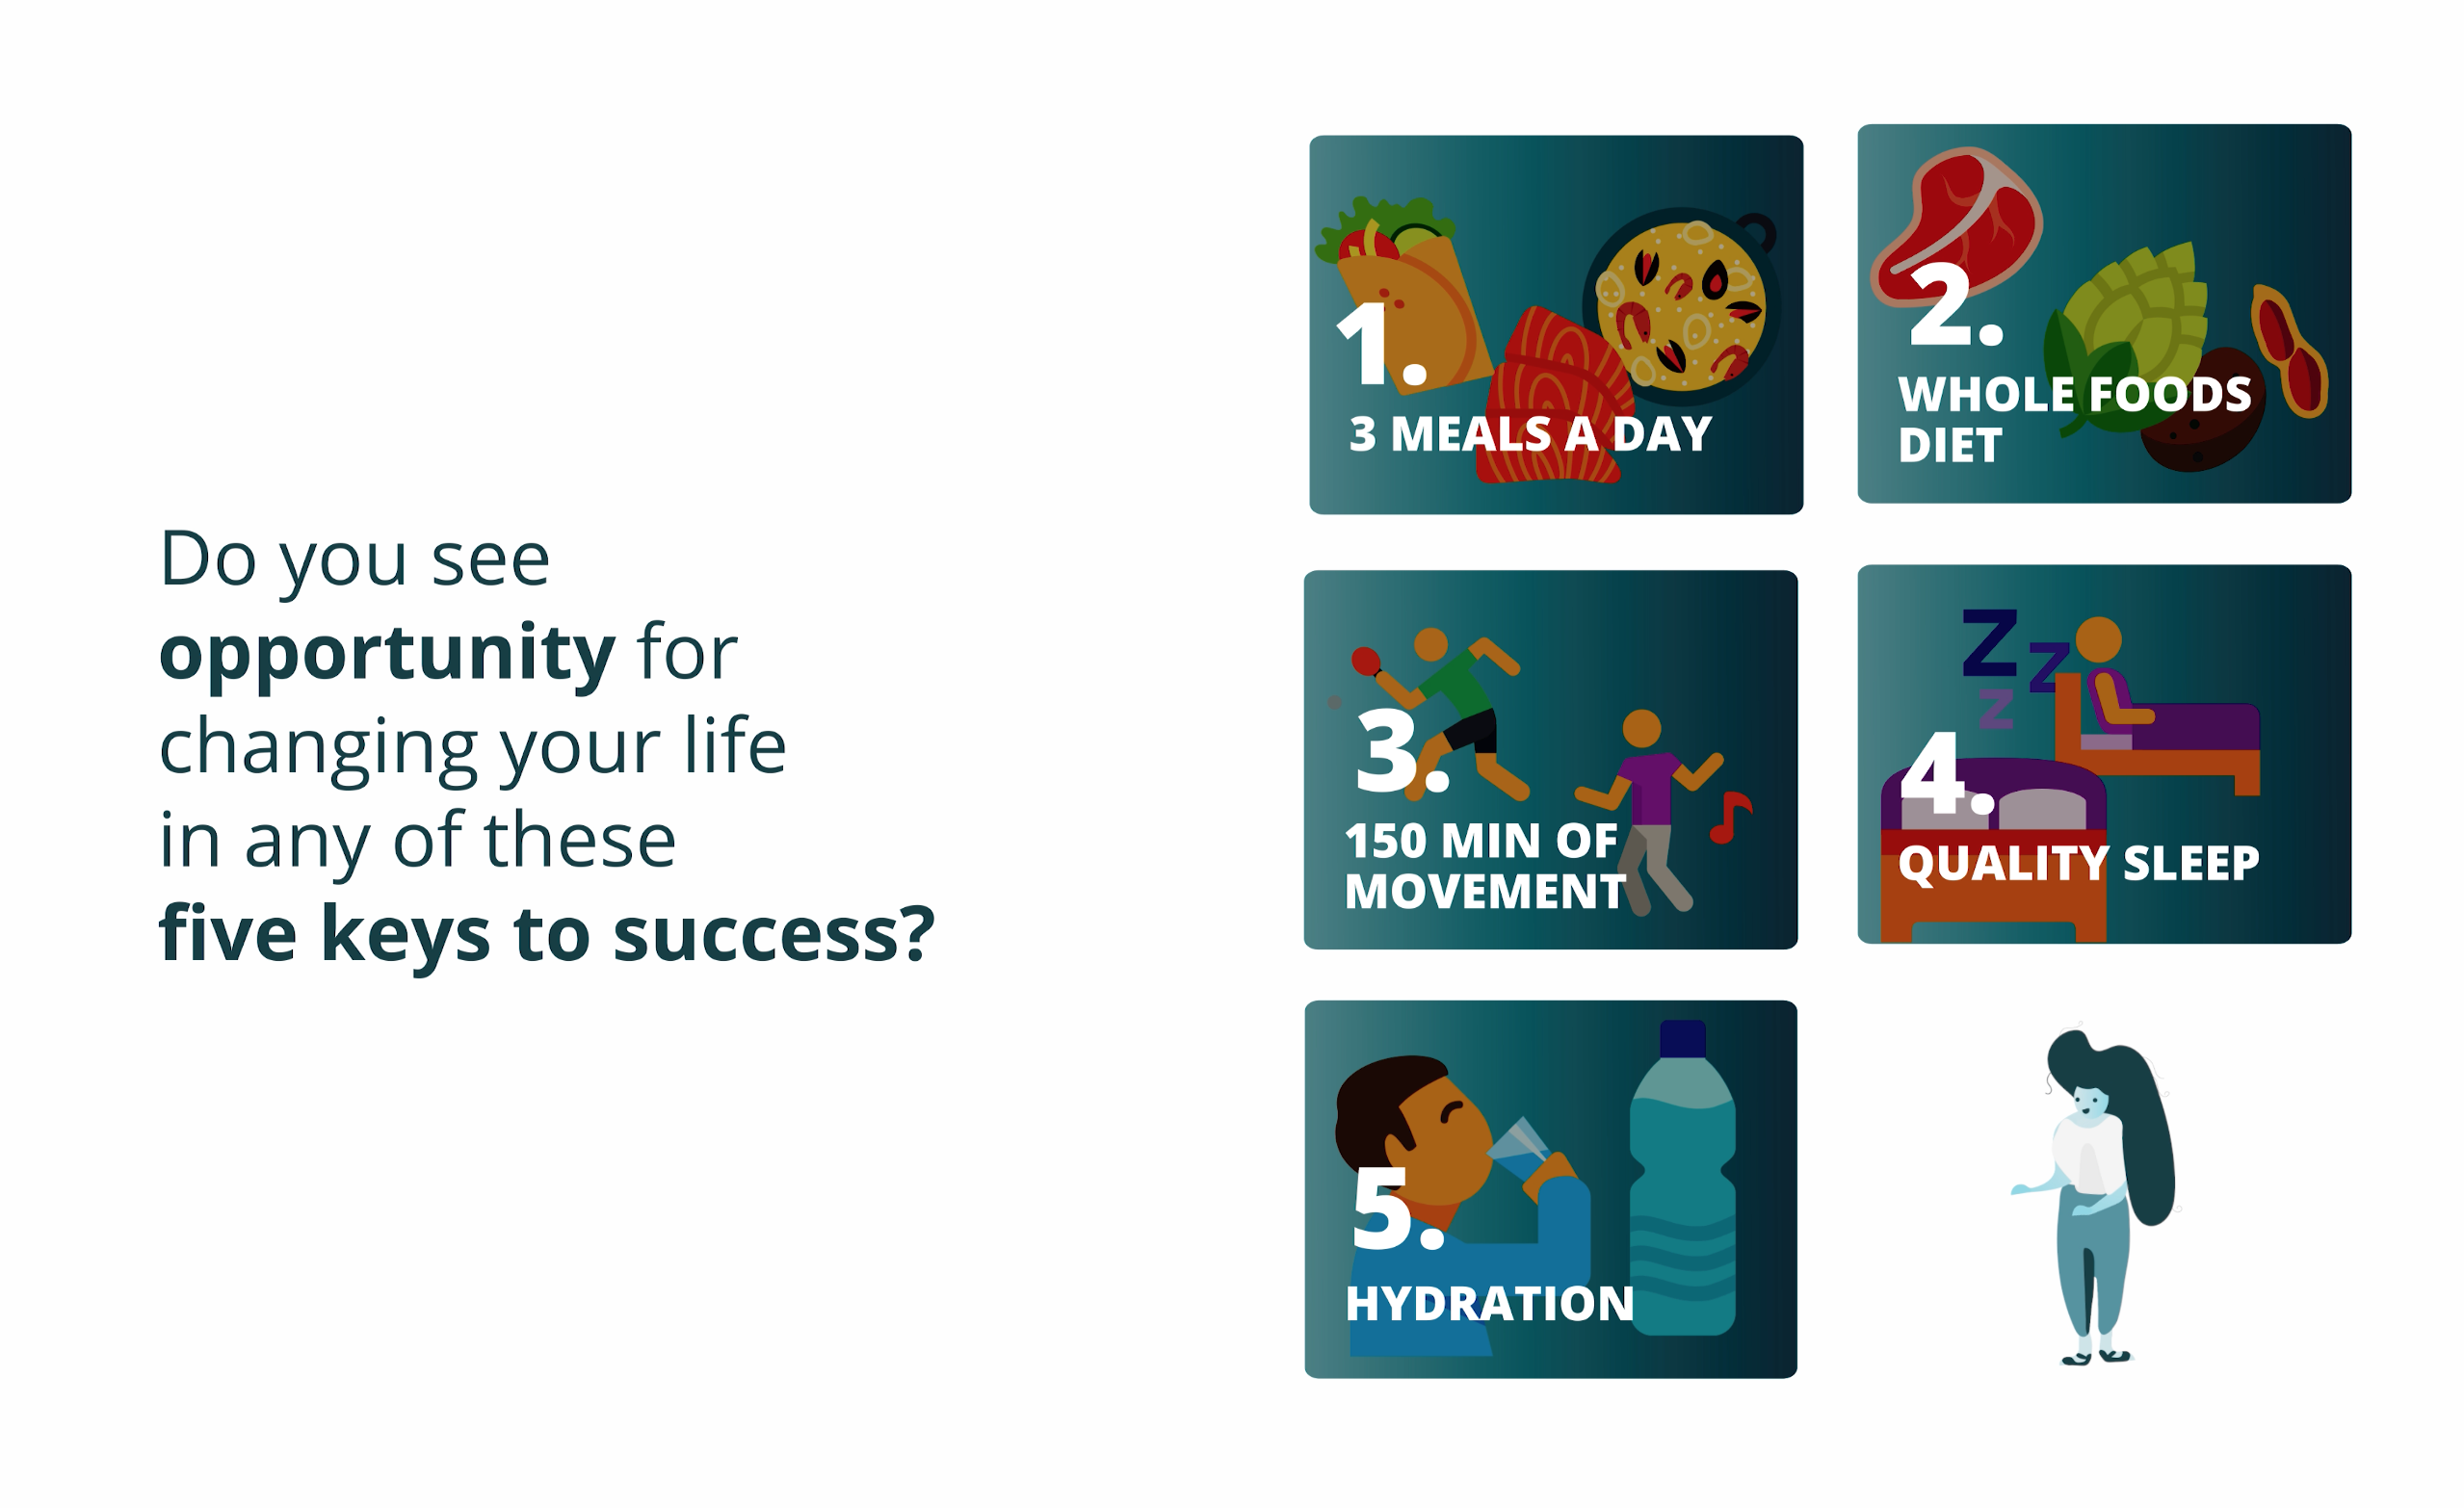 Do you see
opportunity for
changing your life
in any of these
five keys to success?
1.
3 MEALS A DAY
2.
WHOLE FOODS
DIET
3.
150 MIN OF
MOVEMENT
Z Z
Z
4.
QUALITY SLEEP
5.
HYDRATION